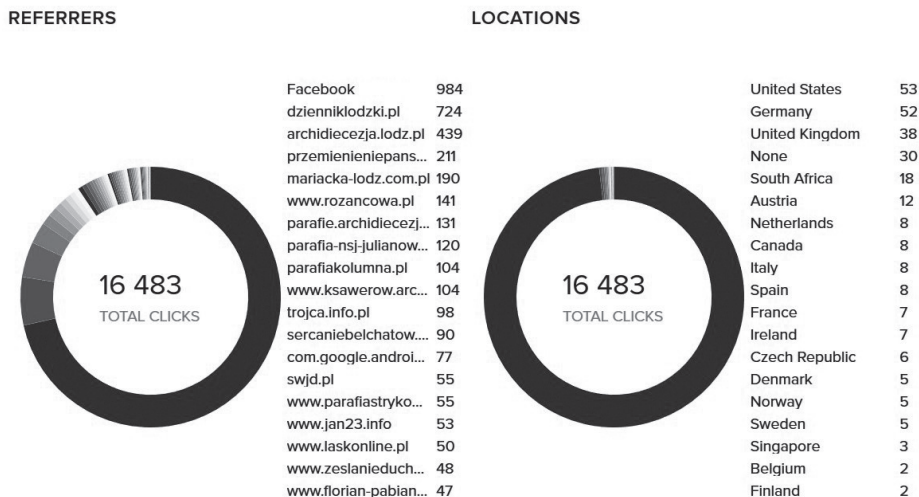 REFERRERS
LOCATIONS
Facebook 984
dzienniklodzki.pl 724
archidiecezja.lodz.pl 439
przemienieniepans... 211
mariacka-lodz.com.pl 190
www.rozancowa.pl 141
parafie.archidiecezj... 131
parafia-nsj-julianow... 120
parafiakolumna.pl 104
www.ksawerow.arc... 104
trojca.info.pl 98
sercaniebelchatow.... 90
com.google.androi... 77
swjd.pl 55
www.parafiastryko... 55
www.jan23.info 53
www.laskonline.pl 50
www.zeslanieduch... 48
www.florian-pabian... 47
16 483
TOTAL CLICKS
United States 53
Germany 52
United Kingdom 38
None 30
South Africa 18
Austria 12
Netherlands 8
Canada 8
Italy 8
Spain 8
France 7
Ireland 7
Czech Republic 6
Denmark 5
Norway 5
Sweden 5
Singapore 3
Belgium 2
Finland 2
16 483
TOTAL CLICKS